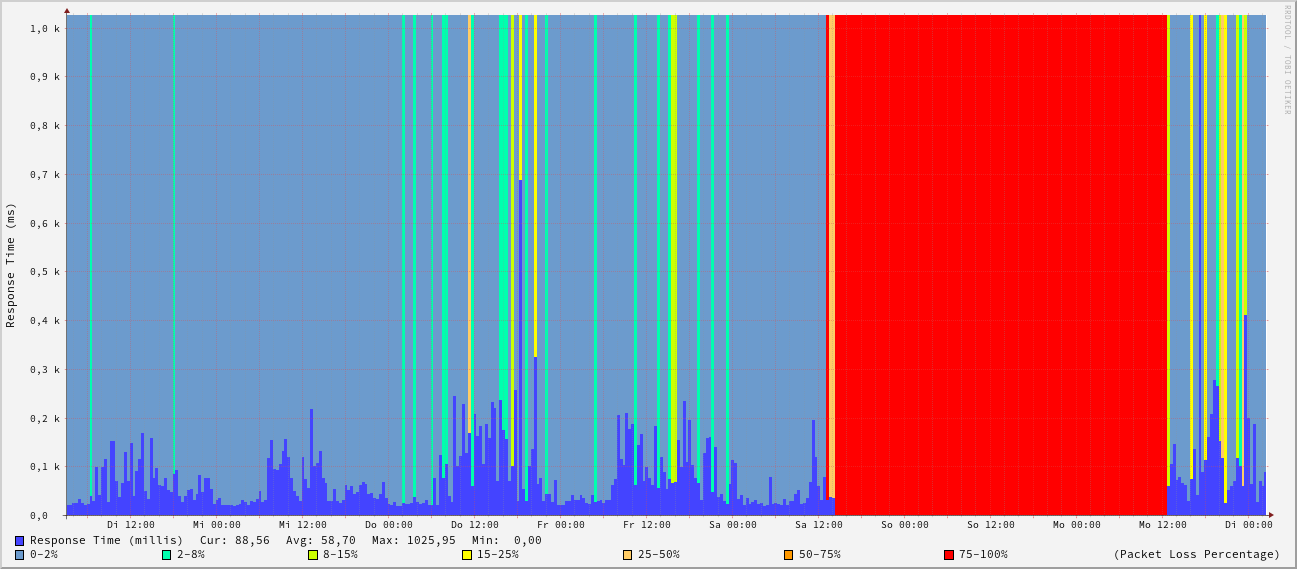 1,0 k
0,9 k
0,8 k
0,7 k
0,6 k
0,5 k
0,4 k
0,3 k
0,2 k
0,1 k
0,0
Response Time (ms)
RRDTOOL / TOBI OETIKER
Di 12:00 Mi 00:00 Mi 12:00 Do 00:00 Do 12:00 Fr 00:00 Fr 12:00 Sa 00:00 Sa 12:00 So 00:00 So 12:00 Mo 00:00 Mo 12:00 Di 00:00
Response Time (millis) Cur: 88,56 Avg: 58,70 Max: 1025,95 Min: 0,00
0-2% 2-8% 8-15% 15-25% 25-50% 50-75% 75-100% (Packet Loss Percentage)